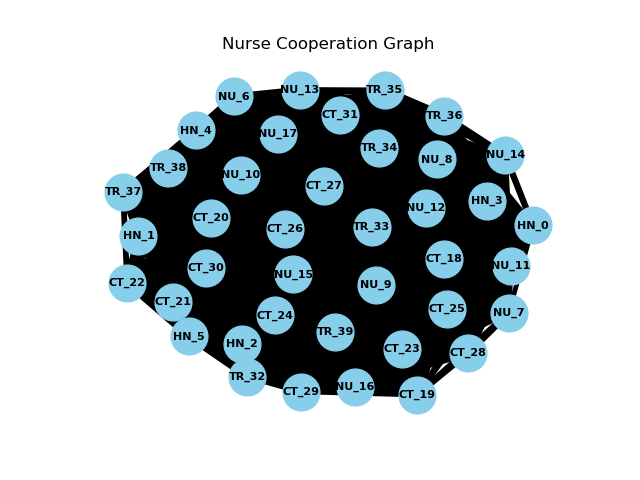 Nurse Cooperation Graph
NU_13
TR_35
NU_6
CT_31
TR_36
HN_4
NU_17
TR_34
NU_14
NU_8
TR_38
NU_10
CT_27
TR_37
HN_3
NU_12
CT_20
HN_0
TR_33
CT_26
HN_1
CT_18
NU_11
CT_30
NU_15
CT_22
NU_9
CT_21
CT_25
NU_7
CT_24
TR_39
HN_5
HN_2
CT_23
CT_28
TR_32
NU_16
CT_29
CT_19